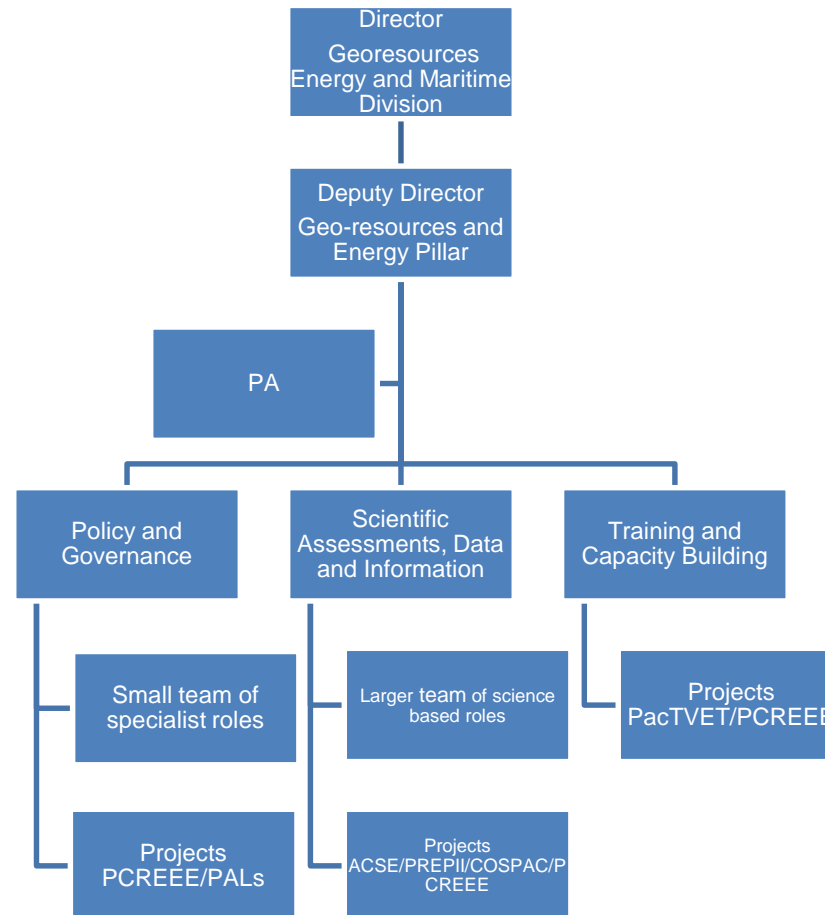 Director
Georesources
Energy and Maritime
Division
Deputy Director
Geo-resources and
Energy Pillar
PA
Policy and
Governance
Scientific
Assessments, Data
and Information
Training and
Capacity Building
Small team of
specialist roles
Larger team of science
based roles
Projects
PacTVET/PCREEE
Projects
PCREEE/PALs
Projects
ACSE/PREPII/COSPAC/P
CREEE